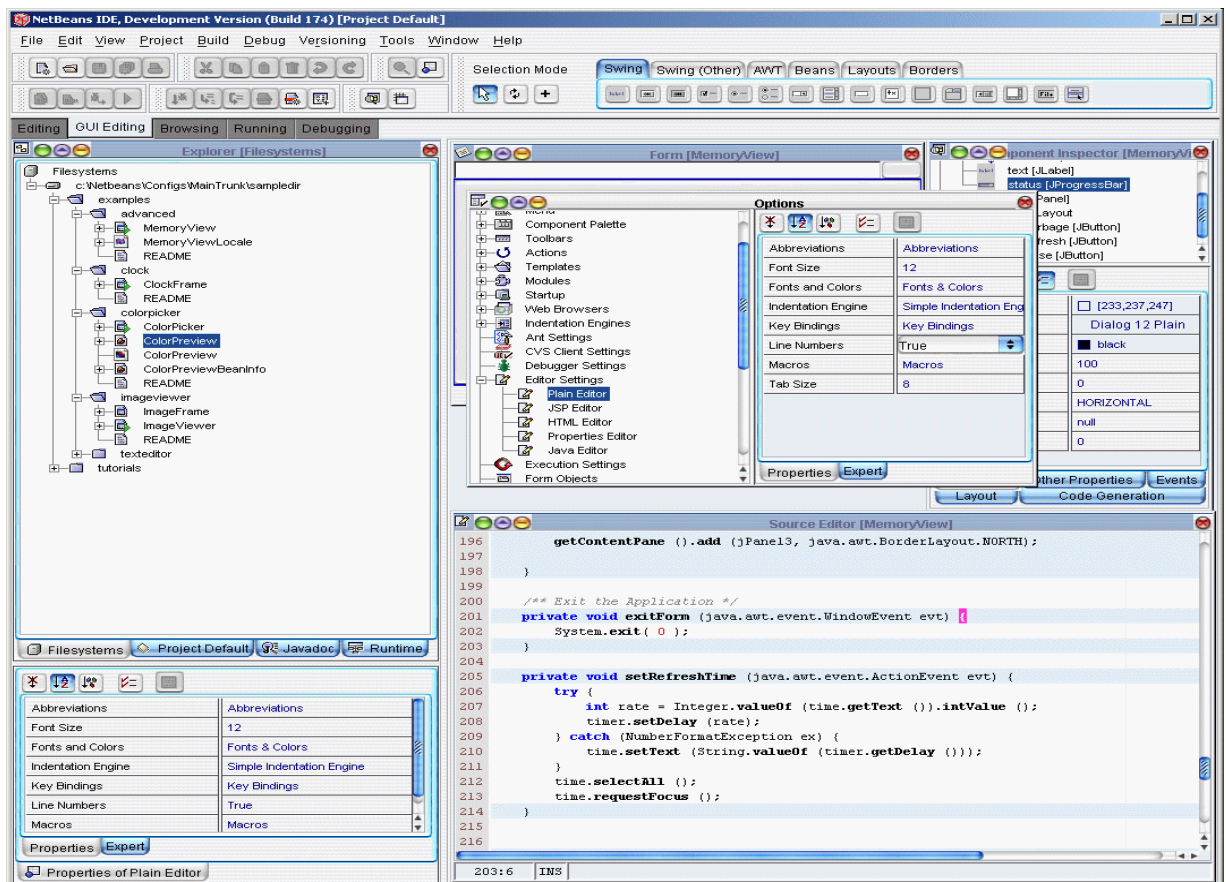 NetBeans IDE, Development Version (Build 174) [Project Default]
File Edit View Project Build Debug Versioning Tools Window Help
Selection Mode
Swing Swing (Other) AWT Beans Layouts Borders
Editing GUI Editing Browsing Running Debugging
Explorer [Filesystems]
Filesystems
c:\Netbeans\Configs\MainTrunk\sampledir
examples
advanced
MemoryView
MemoryViewLocale
README
clock
ClockFrame
README
colorpicker
ColorPicker
ColorPreview
ColorPreview
ColorPreviewBeanInfo
README
imageviewer
ImageFrame
ImageViewer
README
texteditor
tutorials
Filesystems Project Default Javadoc Runtime
Abbreviations Abbreviations
Font Size 12
Fonts and Colors Fonts & Colors
Indentation Engine Simple Indentation Engine
Key Bindings Key Bindings
Line Numbers True
Macros Macros
Properties Expert
Properties of Plain Editor
Form [MemoryView]
Options
Menu
Component Palette
Toolbars
Actions
Templates
Modules
Startup
Web Browsers
Indentation Engines
Ant Settings
CVS Client Settings
Debugger Settings
Editor Settings
Plain Editor
JSP Editor
HTML Editor
Properties Editor
Java Editor
Execution Settings
Form Objects
Abbreviations Abbreviations
Font Size 12
Fonts and Colors Fonts & Colors
Indentation Engine Simple Indentation Eng
Key Bindings Key Bindings
Line Numbers True
Macros Macros
Tab Size 8
Properties Expert
ponent Inspector [MemoryVi
text [JLabel]
status [JProgressBar]
Panel]
ayout
rbage [JButton]
fresh [JButton]
se [JButton]
[233,237,247]
Dialog 12 Plain
black
100
0
HORIZONTAL
null
0
ther Properties Events
Layout Code Generation
Source Editor [MemoryView]
196 getContentPane ().add (jPanel3, java.awt.BorderLayout.NORTH);
197
198 }
199
200 /** Exit the Application */
201 private void exitForm (java.awt.event.WindowEvent evt) {
202 System.exit( 0 );
203 }
204
205 private void setRefreshTime (java.awt.event.ActionEvent evt) {
206 try {
207 int rate = Integer.valueOf (time.getText ()).intValue ();
208 timer.setDelay (rate);
209 } catch (NumberFormatException ex) {
210 time.setText (String.valueOf (timer.getDelay ()));
211 }
212 time.selectAll ();
213 time.requestFocus ();
214 }
215
216
203:6 INS